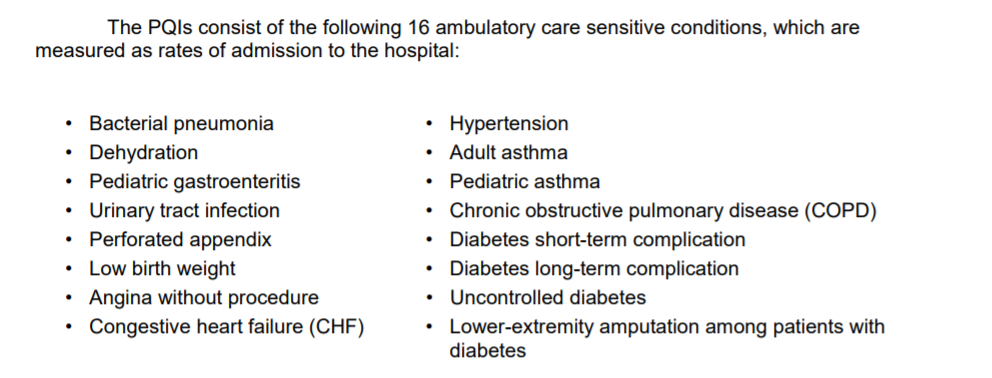 The PQIs consist of the following 16 ambulatory care sensitive conditions, which are
measured as rates of admission to the hospital:
• Bacterial pneumonia
• Dehydration
• Pediatric gastroenteritis
• Urinary tract infection
• Perforated appendix
• Low birth weight
• Angina without procedure
• Congestive heart failure (CHF)
• Hypertension
• Adult asthma
• Pediatric asthma
• Chronic obstructive pulmonary disease (COPD)
• Diabetes short-term complication
• Diabetes long-term complication
• Uncontrolled diabetes
• Lower-extremity amputation among patients with
diabetes